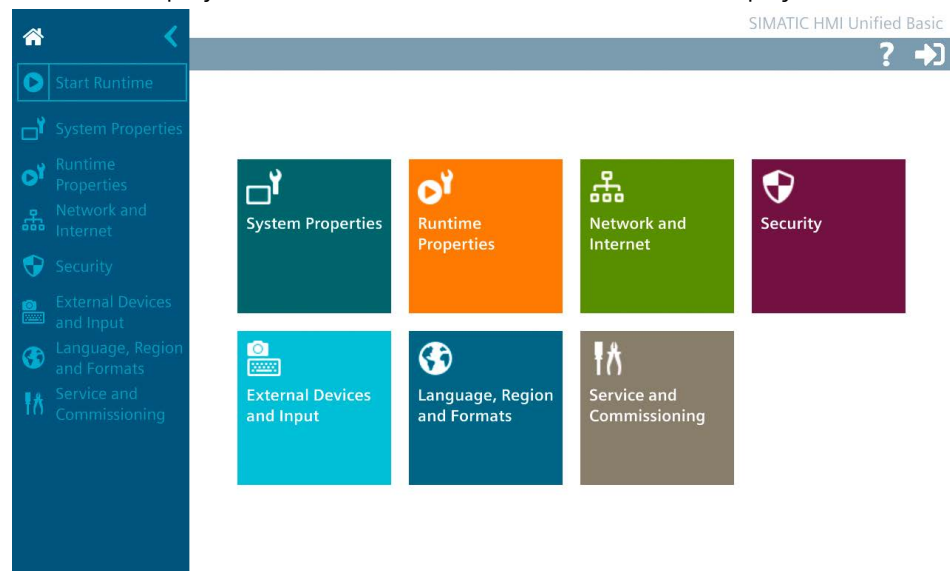 SIMATIC HMI Unified Basic
?
Start Runtime
System Properties
Runtime
Properties
Network and
Internet
Security
External Devices
and Input
Language, Region
and Formats
Service and
Commissioning
System Properties
Runtime
Properties
Network and
Internet
Security
External Devices
and Input
Language, Region
and Formats
Service and
Commissioning